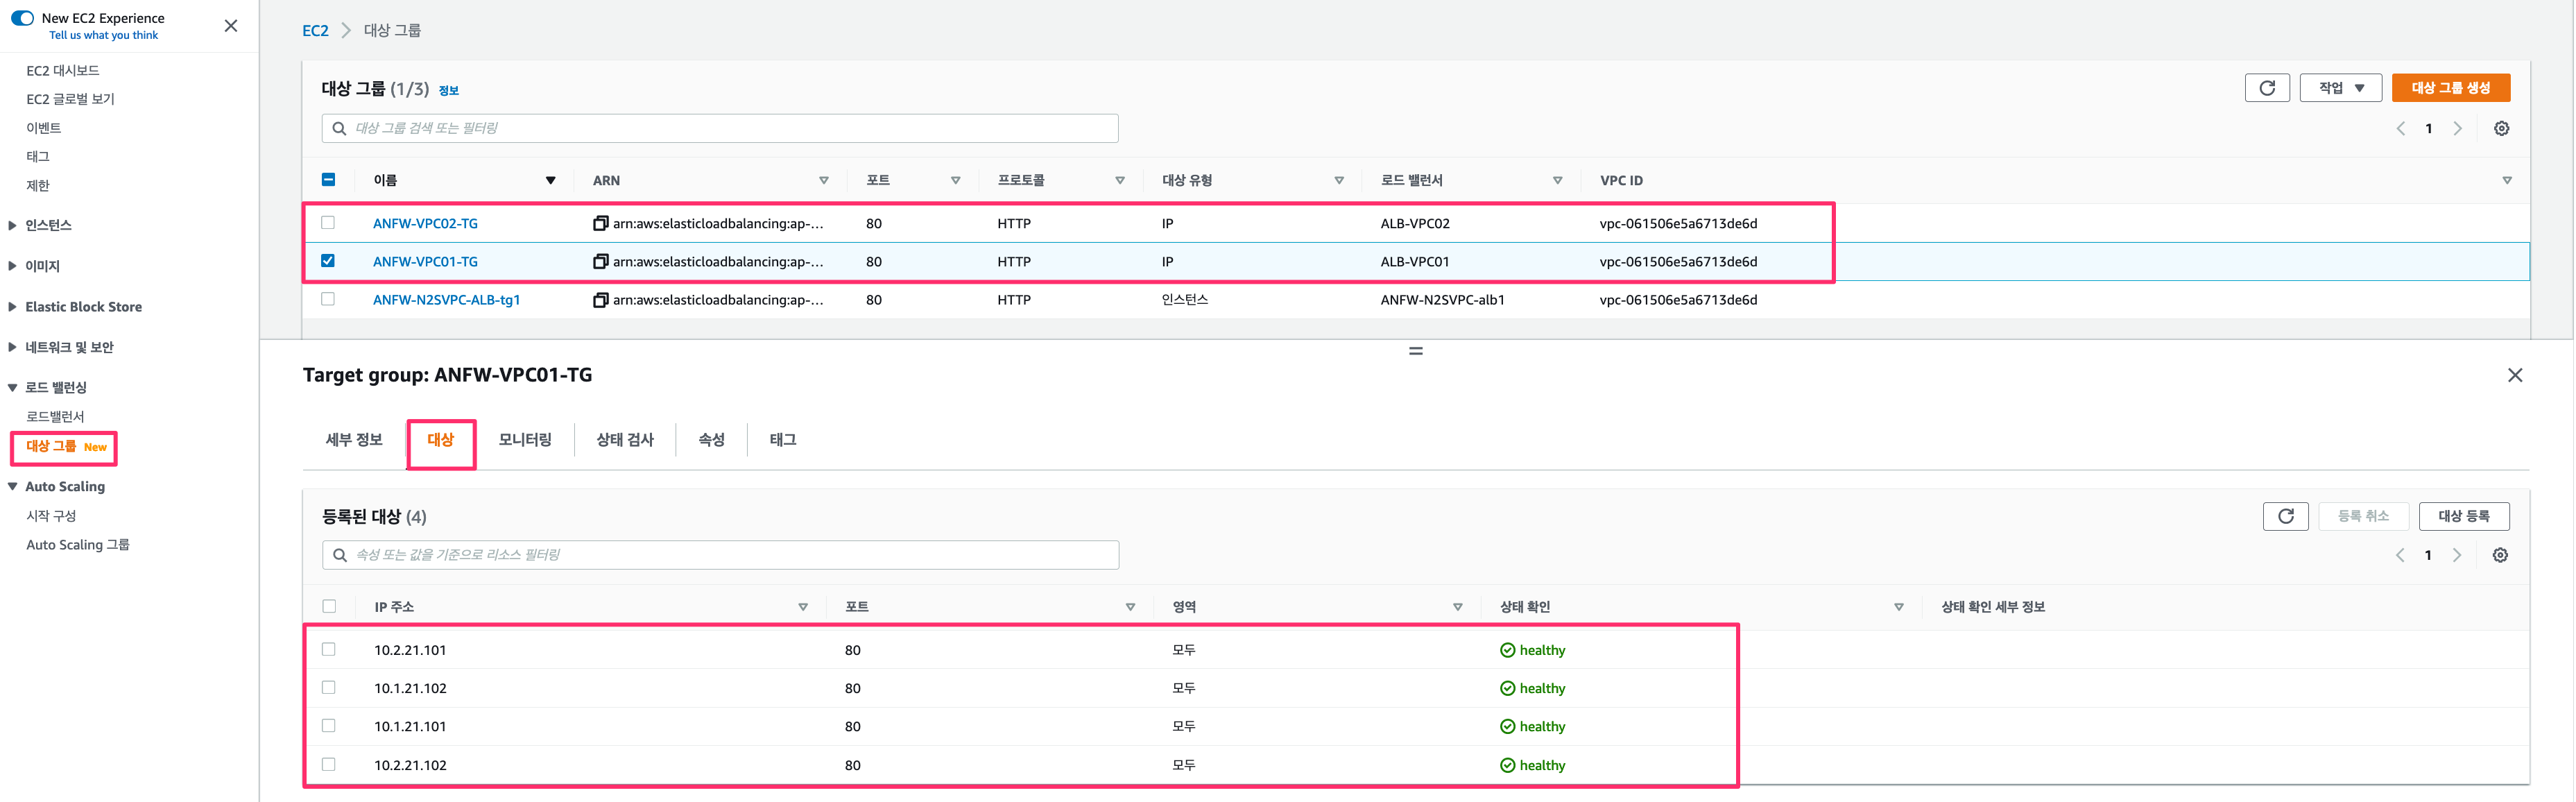 New EC2 Experience
Tell us what you think
EC2 대시보드
EC2 글로벌 보기
이벤트
태그
제한
인스턴스
이미지
Elastic Block Store
네트워크 및 보안
로드 밸런싱
로드밸런서
대상 그룹 New
Auto Scaling
시작 구성
Auto Scaling 그룹
EC2 대상 그룹
대상 그룹 (1/3) 정보
작업 대상 그룹 생성
대상 그룹 검색 또는 필터링
1
이름 ARN 포트 프로토콜 대상 유형 로드 밸런서 VPC ID
ANFW-VPC02-TG arn:aws:elasticloadbalancing:ap-... 80 HTTP IP ALB-VPC02 vpc-061506e5a6713de6d
ANFW-VPC01-TG arn:aws:elasticloadbalancing:ap-... 80 HTTP IP ALB-VPC01 vpc-061506e5a6713de6d
ANFW-N2SVPC-ALB-tg1 arn:aws:elasticloadbalancing:ap-... 80 HTTP 인스턴스 ANFW-N2SVPC-alb1 vpc-061506e5a6713de6d
Target group: ANFW-VPC01-TG
세부 정보 대상 모니터링 상태 검사 속성 태그
등록된 대상 (4)
등록 취소 대상 등록
속성 또는 값을 기준으로 리소스 필터링
1
IP 주소 포트 영역 상태 확인 상태 확인 세부 정보
10.2.21.101 80 모두 healthy
10.1.21.102 80 모두 healthy
10.1.21.101 80 모두 healthy
10.2.21.102 80 모두 healthy